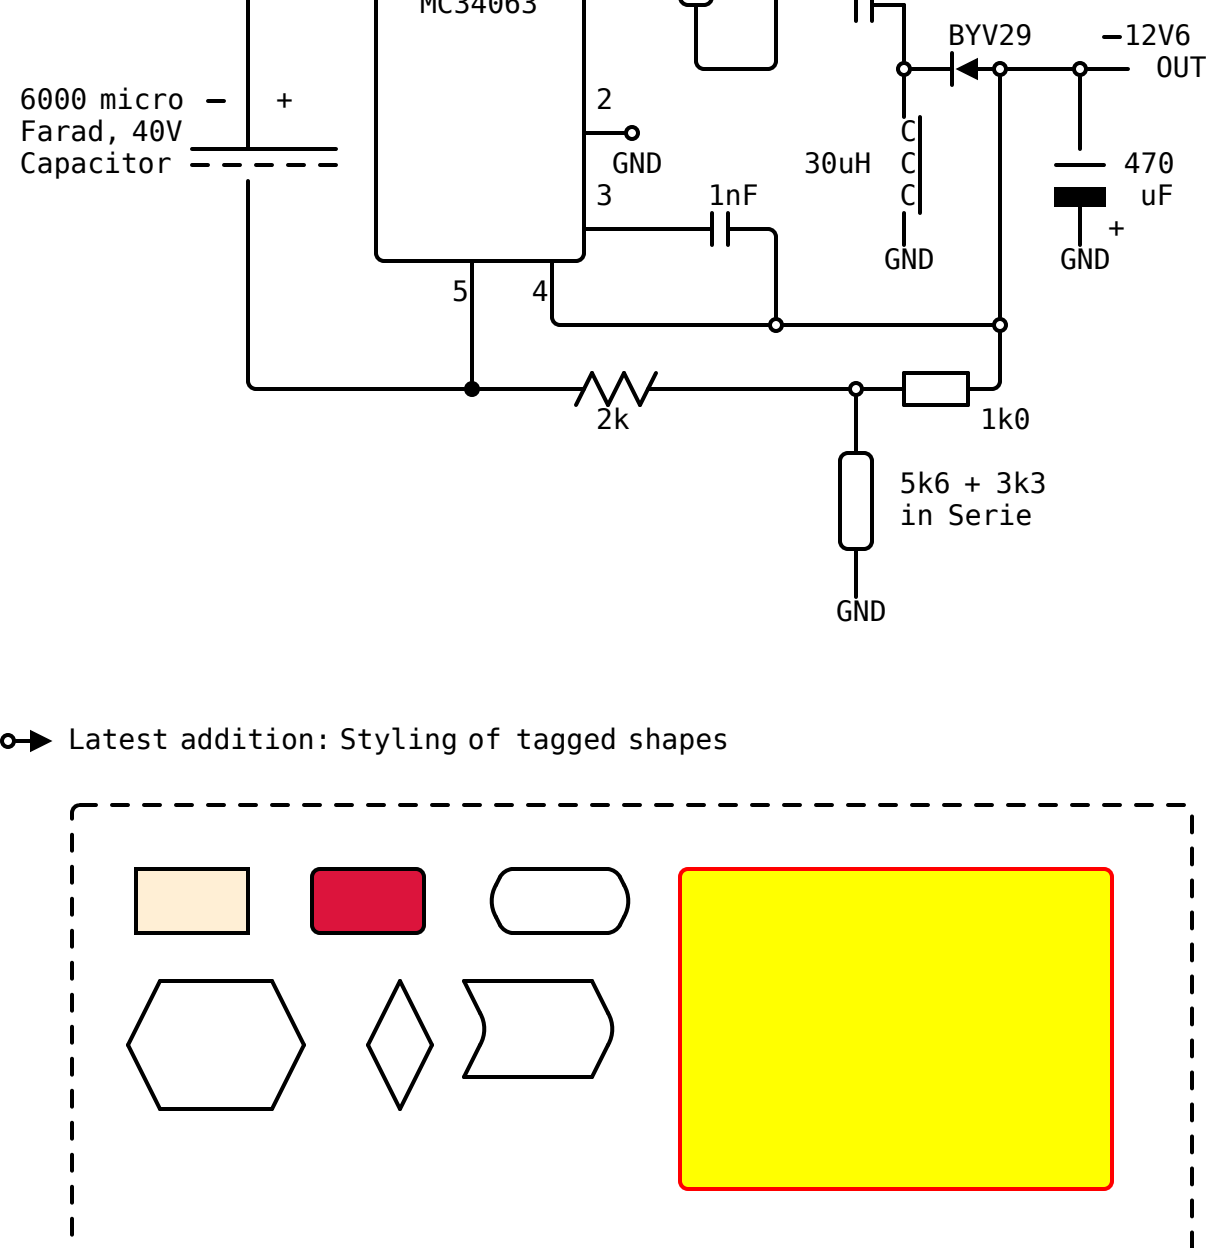 MC34063
BYV29
−12V6
OUT
6000 micro − +
Farad, 40V
Capacitor
2
GND
30uH
C
C
C
470
uF
+
GND
GND
3
1nF
5
4
2k
1k0
5k6 + 3k3
in Serie
GND
Latest addition: Styling of tagged shapes